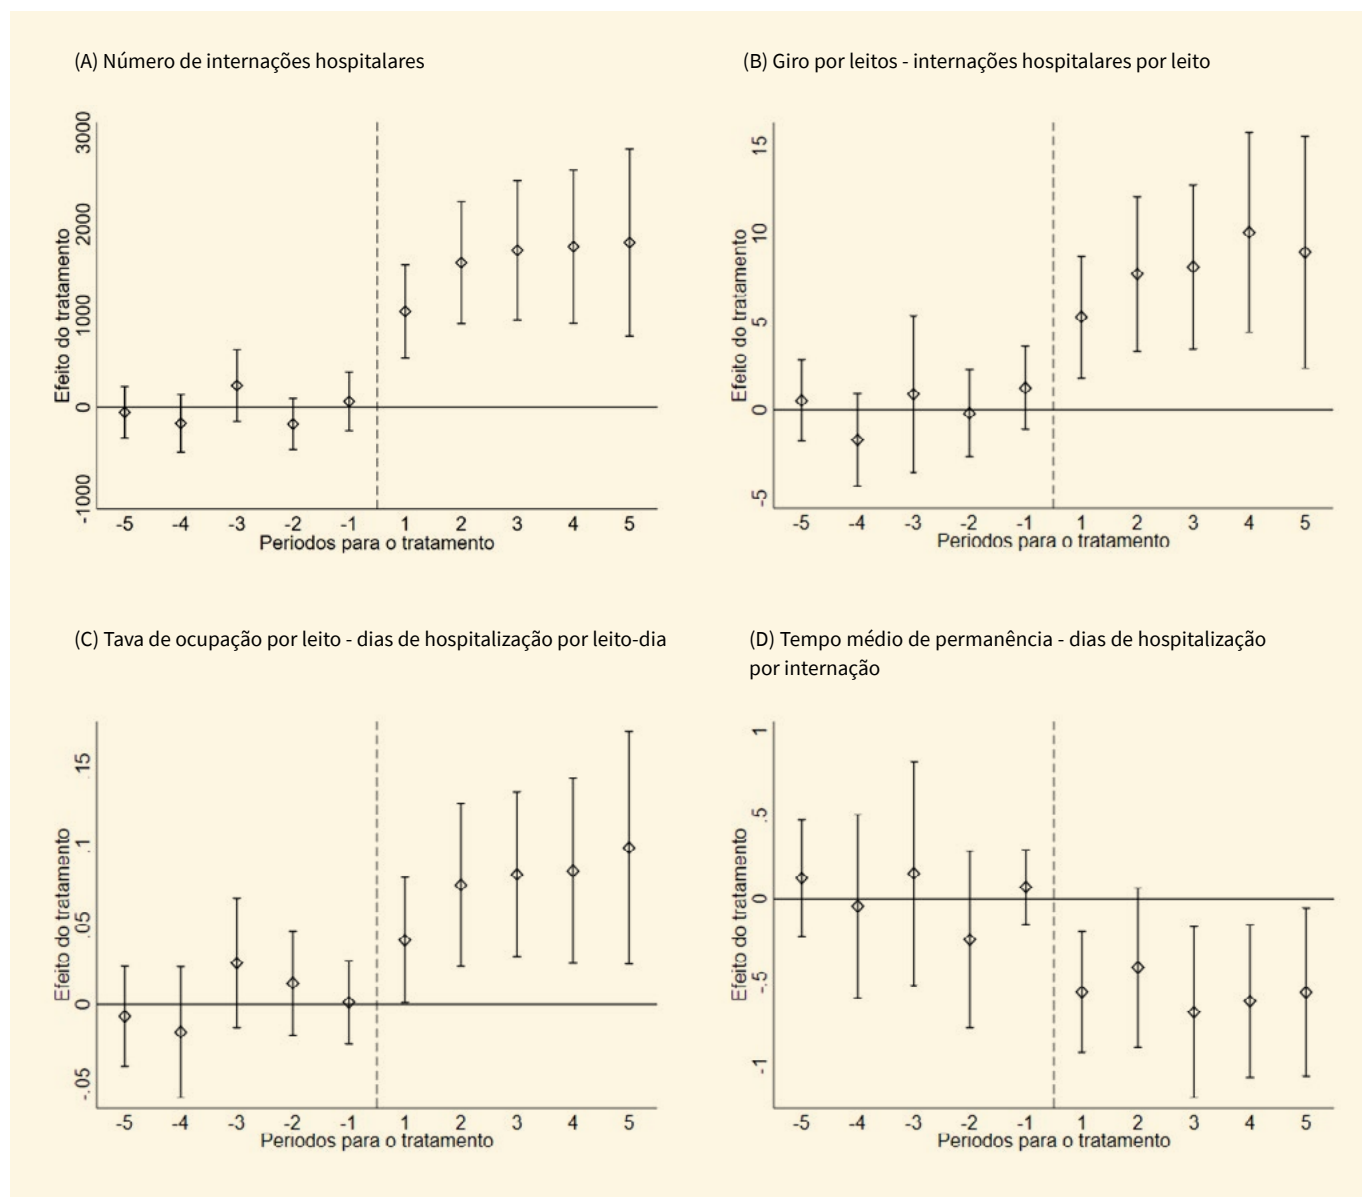 (A) Número de internações hospitalares
3000
2000
1000
0
-1000
Efeito do tratamento
-5 -4 -3 -2 -1 1 2 3 4 5
Períodos para o tratamento
(B) Giro por leitos - internações hospitalares por leito
15
10
5
0
-5
Efeito do tratamento
-5 -4 -3 -2 -1 1 2 3 4 5
Períodos para o tratamento
(C) Tava de ocupação por leito - dias de hospitalização por leito-dia
.15
.1
.05
0
-.05
Efeito do tratamento
-5 -4 -3 -2 -1 1 2 3 4 5
Períodos para o tratamento
(D) Tempo médio de permanência - dias de hospitalização
por internação
1
.5
0
-.5
-1
Efeito do tratamento
-5 -4 -3 -2 -1 1 2 3 4 5
Períodos para o tratamento